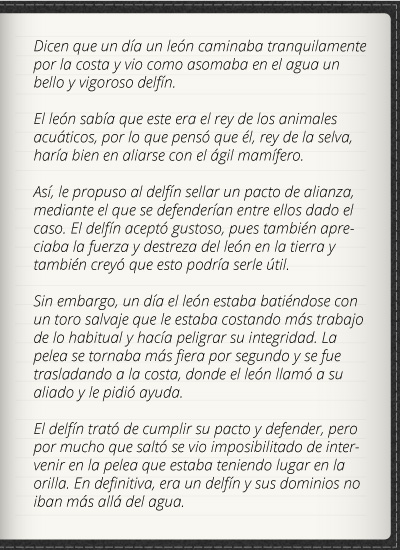 Dicen que un día un león caminaba tranquilamente
por la costa y vio como asomaba en el agua un
bello y vigoroso delfín.
El león sabía que este era el rey de los animales
acuáticos, por lo que pensó que él, rey de la selva,
haría bien en aliarse con el ágil mamífero.
Así, le propuso al delfín sellar un pacto de alianza,
mediante el que se defenderían entre ellos dado el
caso. El delfín aceptó gustoso, pues también apre-
ciaba la fuerza y destreza del león en la tierra y
también creyó que esto podría serle útil.
Sin embargo, un día el león estaba batiéndose con
un toro salvaje que le estaba costando más trabajo
de lo habitual y hacía peligrar su integridad. La
pelea se tornaba más fiera por segundo y se fue
trasladando a la costa, donde el león llamó a su
aliado y le pidió ayuda.
El delfín trató de cumplir su pacto y defender, pero
por mucho que saltó se vio imposibilitado de inter-
venir en la pelea que estaba teniendo lugar en la
orilla. En definitiva, era un delfín y sus dominios no
iban más allá del agua.